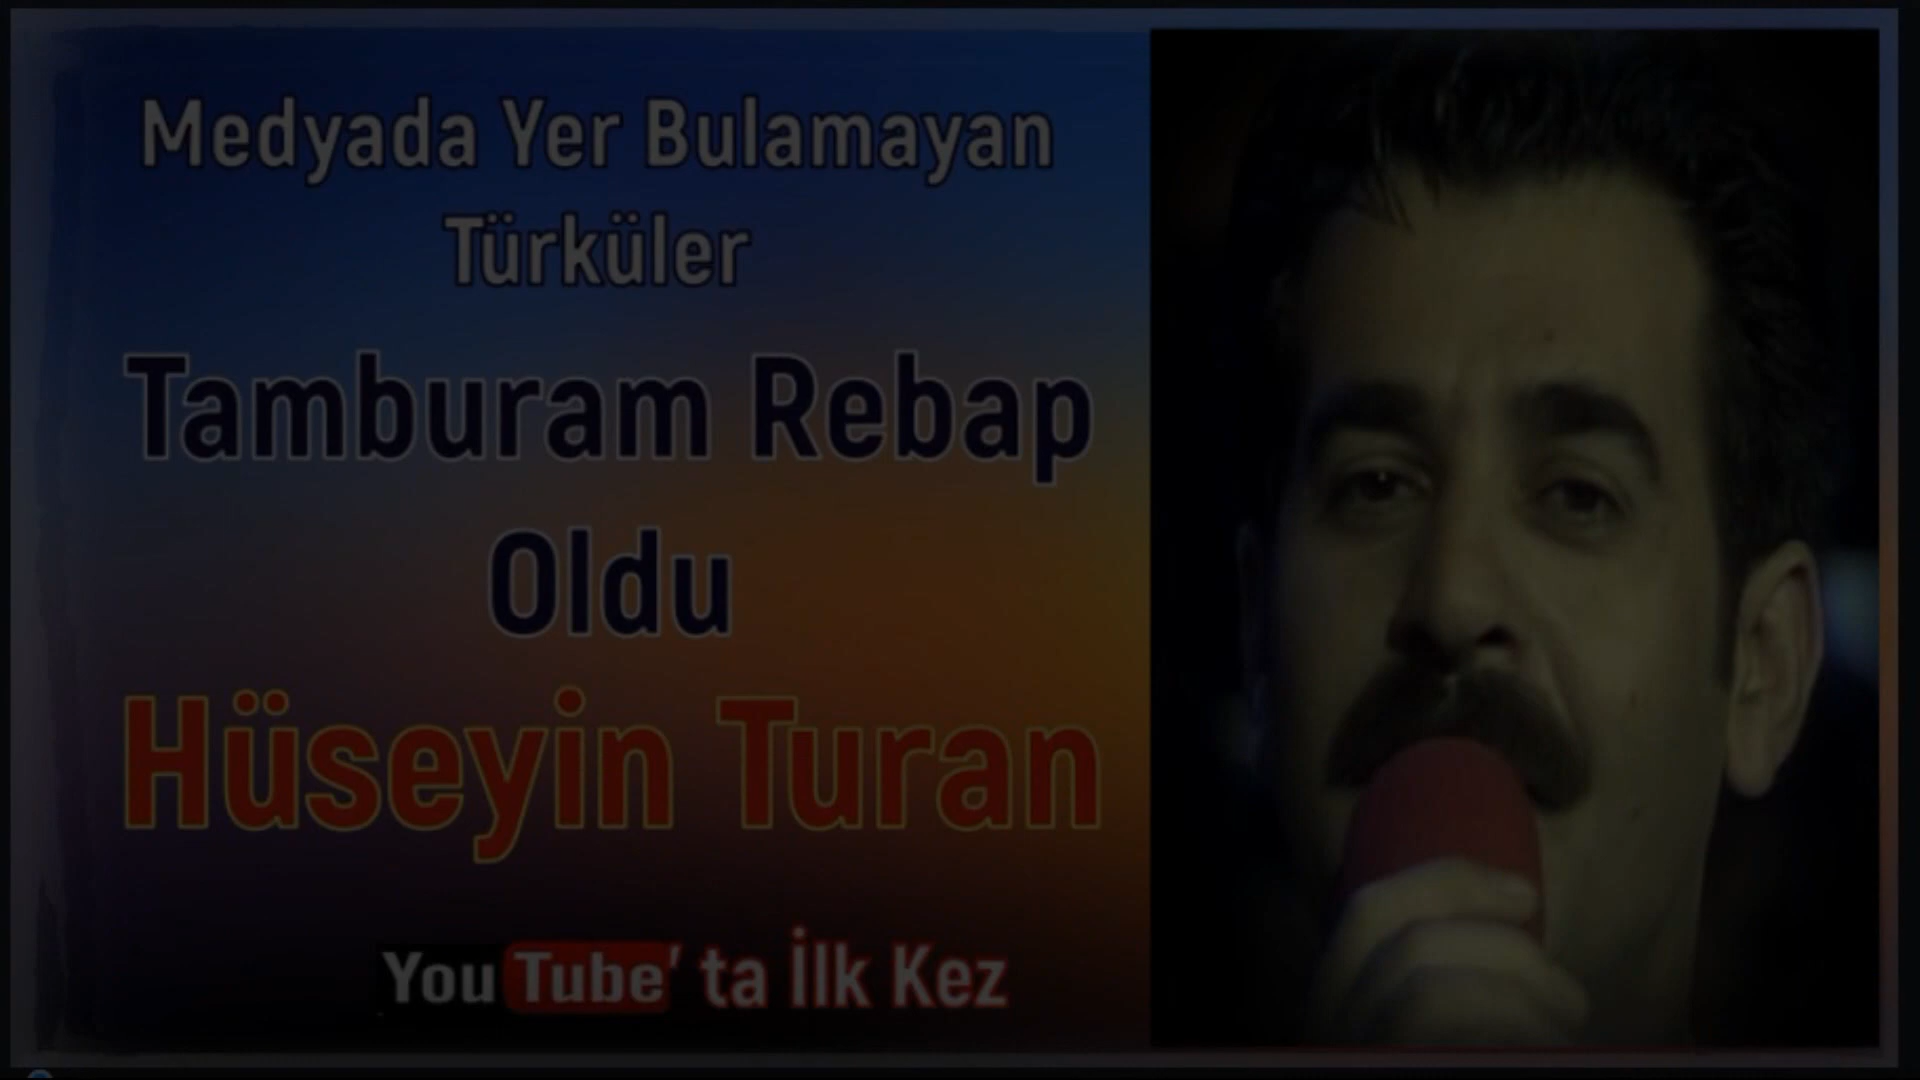 Medyada Yer Bulamayan
Türküler
Tamburam Rebap
Oldu
Hüseyin Turan
YouTube' ta İlk Kez